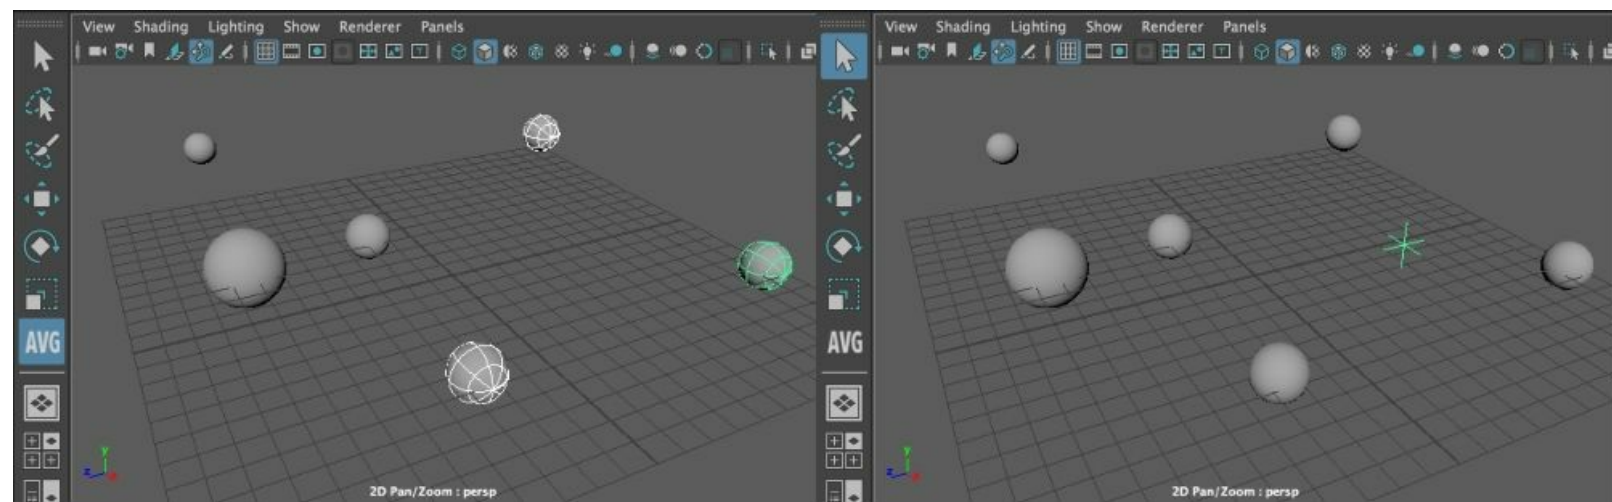 View Shading Lighting Show Renderer Panels
AVG
y
z
x
2D Pan/Zoom : persp
View Shading Lighting Show Renderer Panels
AVG
y
z
x
2D Pan/Zoom : persp